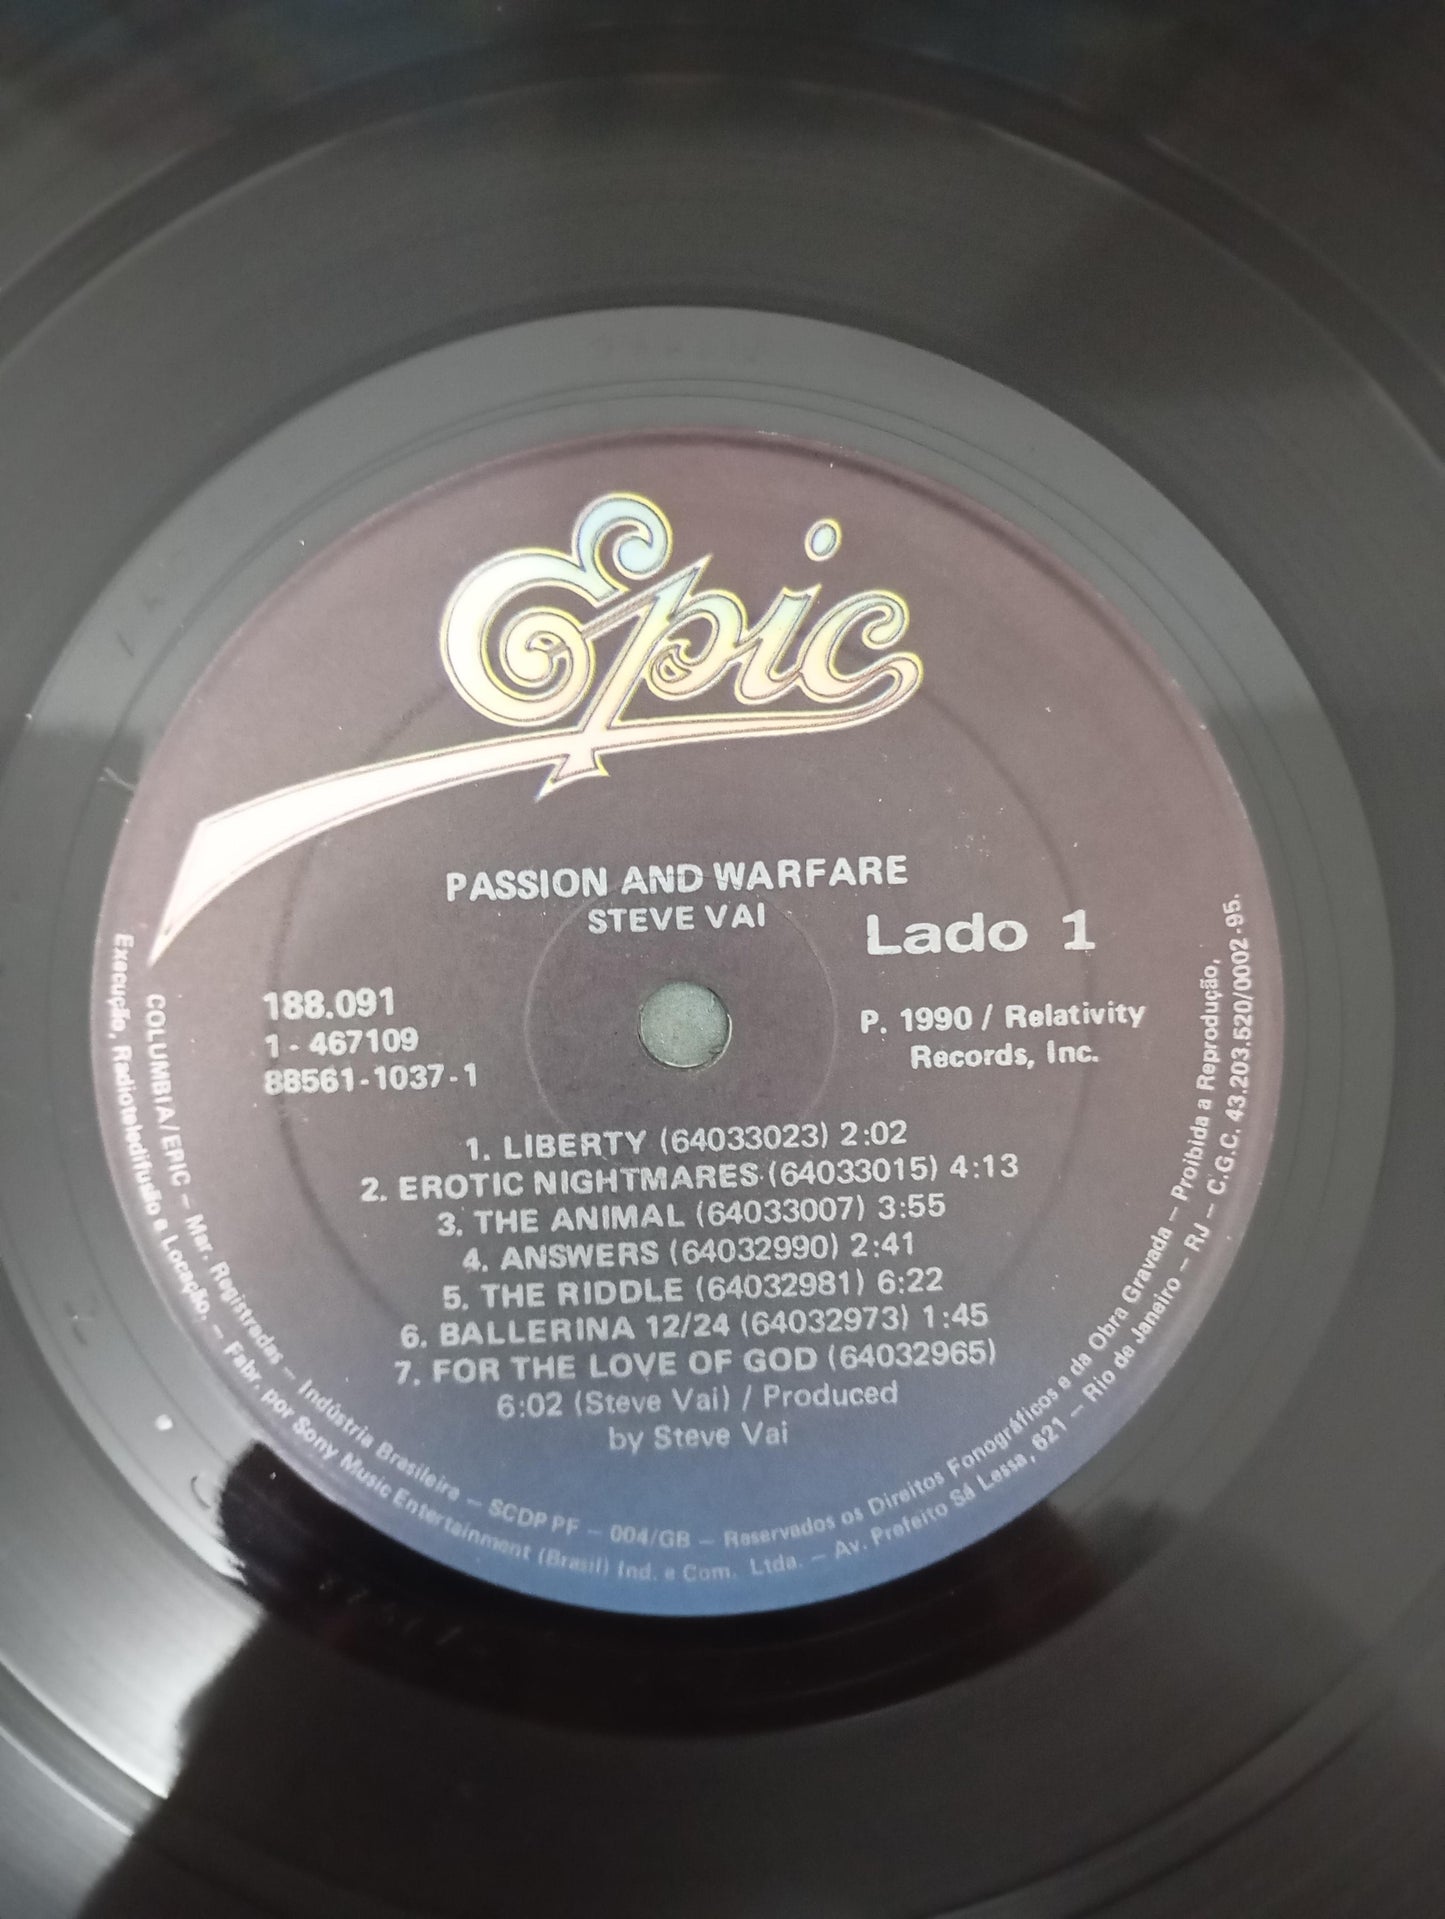 Epic
PASSION AND WARFARE
STEVE VAI
Lado 1
188.091
1 - 467109
88561-1037-1
P. 1990 / Relativity
Records, Inc.
1. LIBERTY (64033023) 2:02
2. EROTIC NIGHTMARES (64033015) 4:13
3. THE ANIMAL (64033007) 3:55
4. ANSWERS (64032990) 2:41
5. THE RIDDLE (64032981) 6:22
6. BALLERINA 12/24 (64032973) 1:45
7. FOR THE LOVE OF GOD (64032965)
6:02 (Steve Vai) / Produced
by Steve Vai
COLUMBIA/EPIC – Mar. Registradas – Indústria Brasileira – SCDP PF – 004/GB – Reservados os Direitos Fonográficos e da Obra Gravada – Proibida a Reprodução,
Execução, Radioteledifusão e Locação. – Fabr. por Sony Music Entertainment (Brasil) Ind. e Com. Ltda. – Av. Prefeito Sá Lessa, 621 – Rio de Janeiro – RJ – C.G.C. 43.203.520/0002-95.